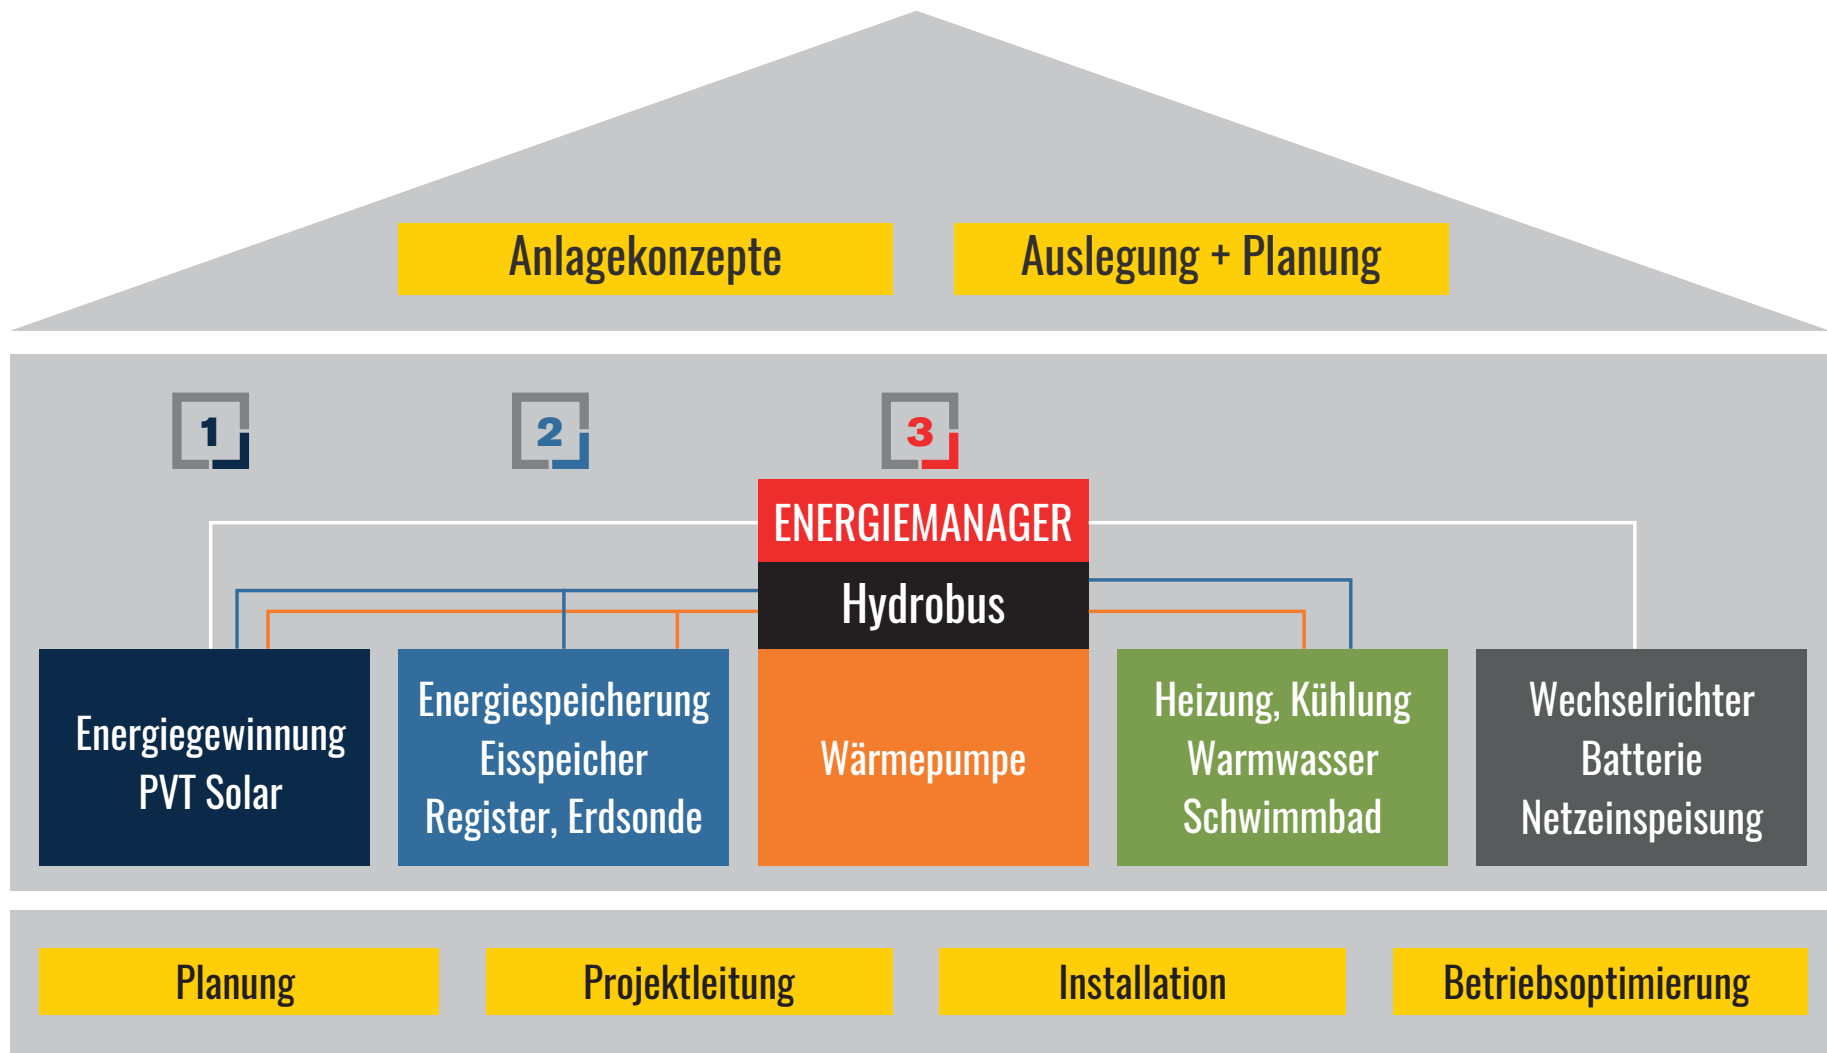 Anlagekonzepte
Auslegung + Planung
1
2
3
ENERGIEMANAGER
Hydrobus
Energiegewinnung
PVT Solar
Energiespeicherung
Eisspeicher
Register, Erdsonde
Wärmepumpe
Heizung, Kühlung
Warmwasser
Schwimmbad
Wechselrichter
Batterie
Netzeinspeisung
Planung
Projektleitung
Installation
Betriebsoptimierung